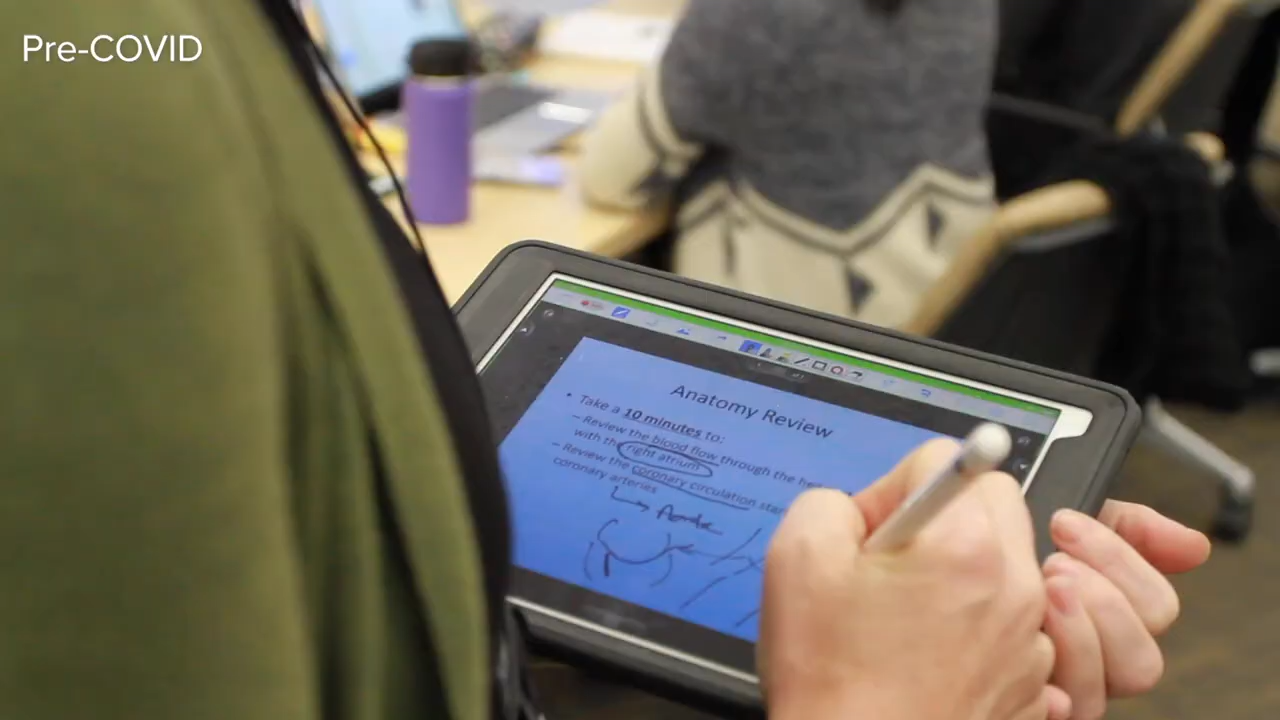 Pre-COVID
Anatomy Review
• Take a 10 minutes to:
– Review the blood flow through the
with the right atrium
– Review the coronary circulation
coronary arteries